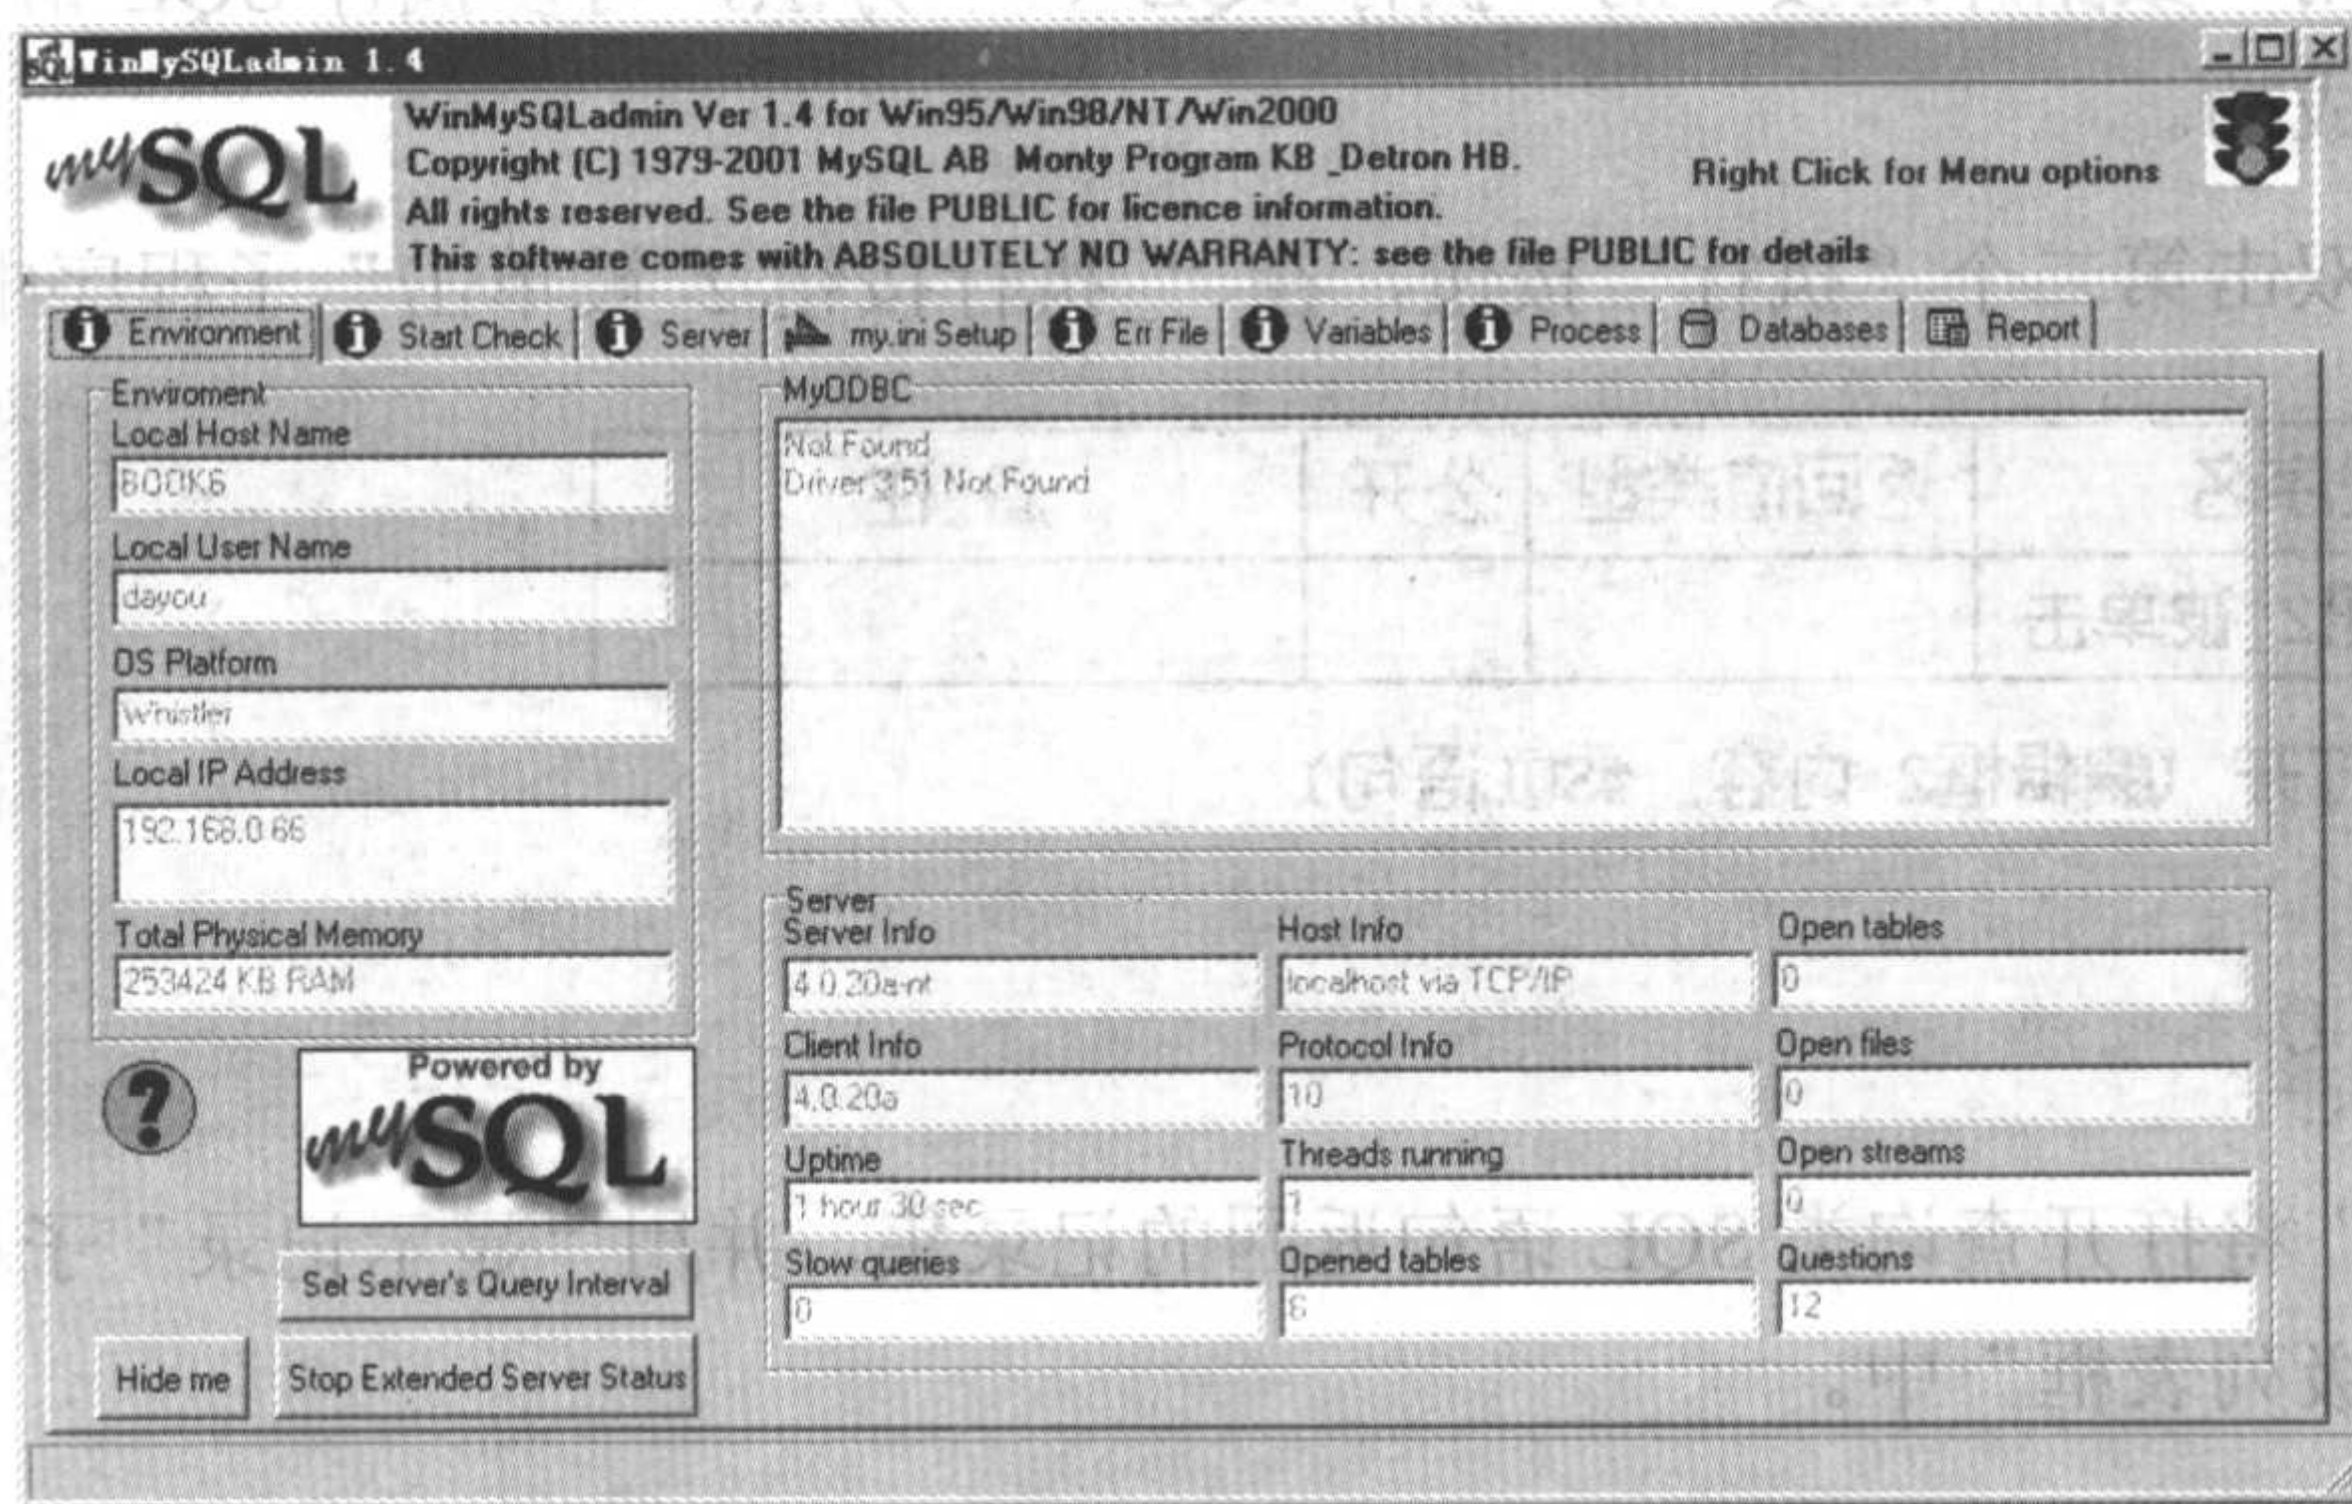 WinMySQLadmin 1.4
mySQL
WinMySQLadmin Ver 1.4 for Win95/Win98/NT/Win2000
Copyright (C) 1979-2001 MySQL AB Monty Program KB _Detron HB.
All rights reserved. See the file PUBLIC for licence information.
This software comes with ABSOLUTELY NO WARRANTY: see the file PUBLIC for details
Right Click for Menu options
Environment Start Check Server my.ini Setup Err File Variables Process Databases Report
Enviroment
Local Host Name
BOOK6
Local User Name
dayou
OS Platform
Whistler
Local IP Address
192.168.0.66
Total Physical Memory
253424 KB RAM
MyODBC
Not Found
Driver 3.51 Not Found
Server
Server Info Host Info Open tables
4.0.20a-nt localhost via TCP/IP 0
Client Info Protocol Info Open files
4.0.20a 10 0
Uptime Threads running Open streams
1 hour 30 sec 1 0
Slow queries Opened tables Questions
0 6 12
Powered by
mySQL
Set Server's Query Interval
Hide me Stop Extended Server Status